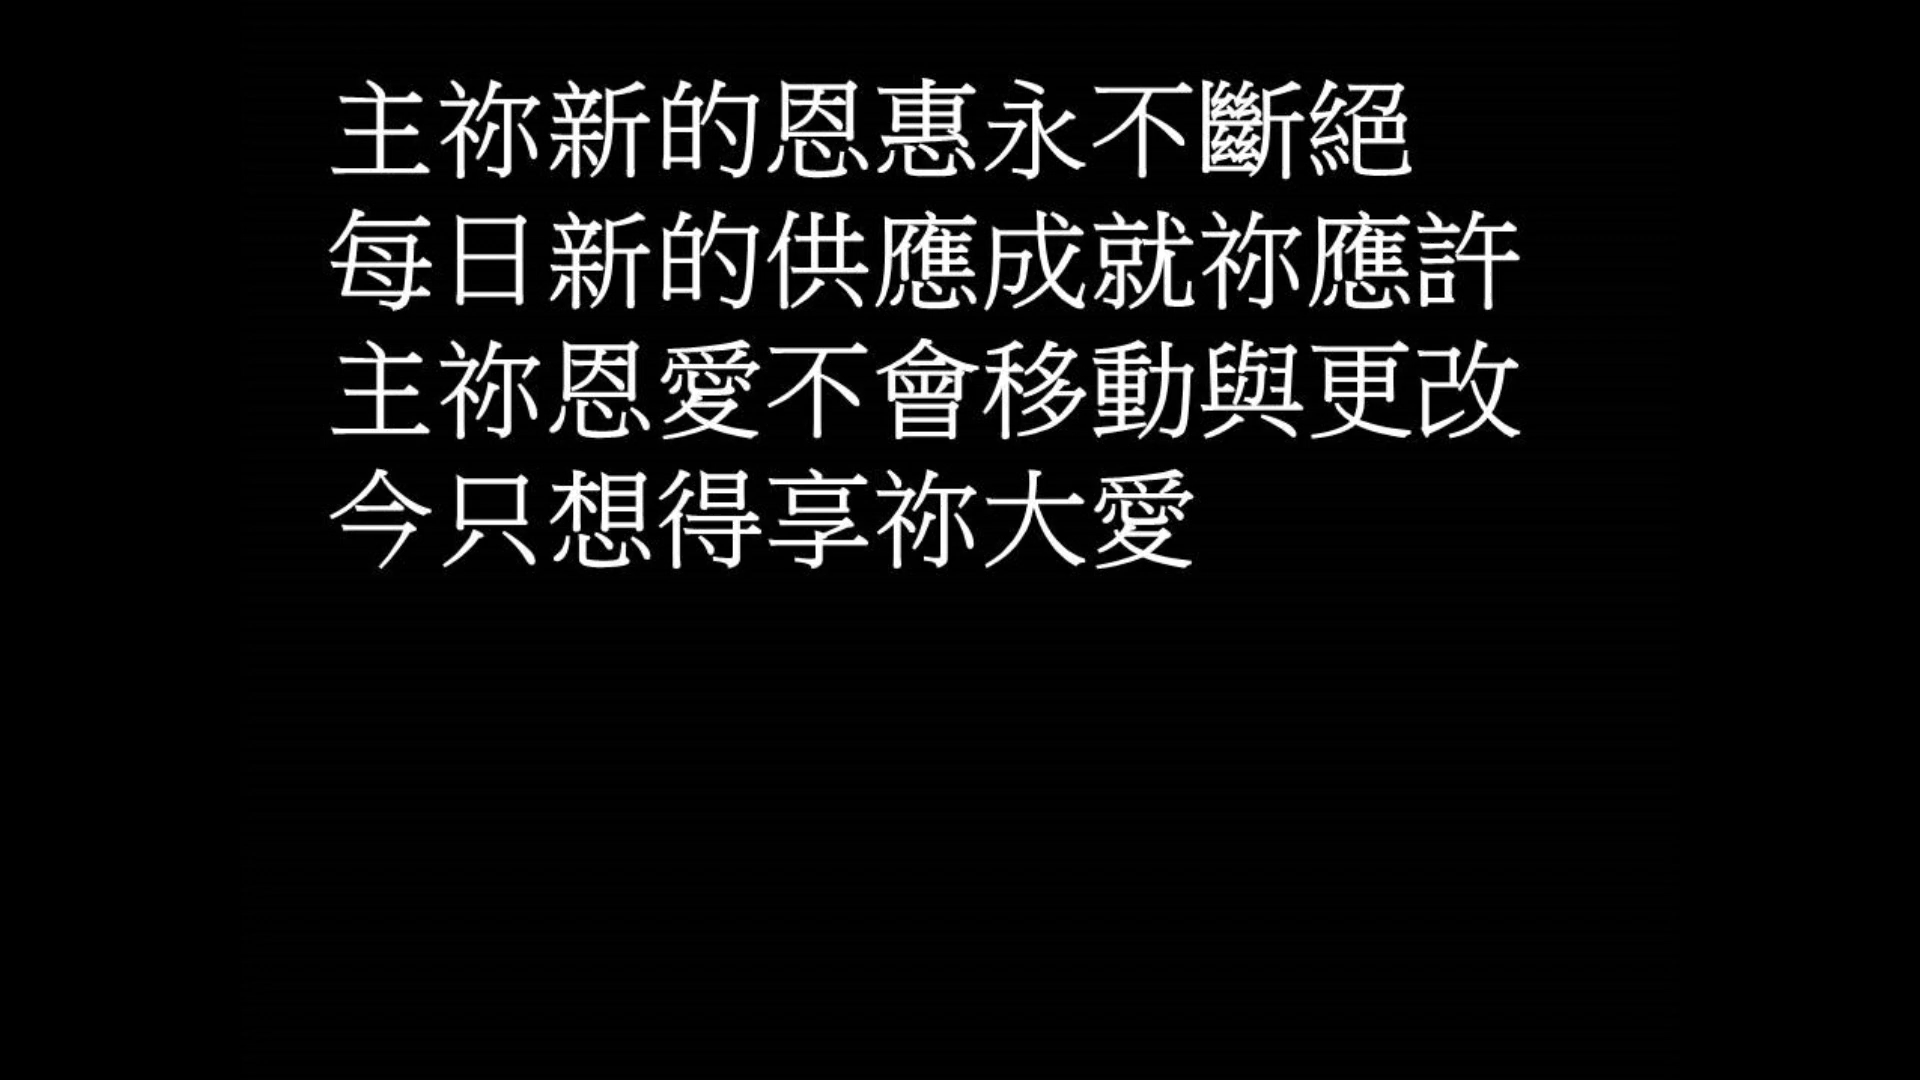 主祢新的恩惠永不斷絕
每日新的供應成就祢應許
主祢恩愛不會移動與更改
今只想得享祢大愛